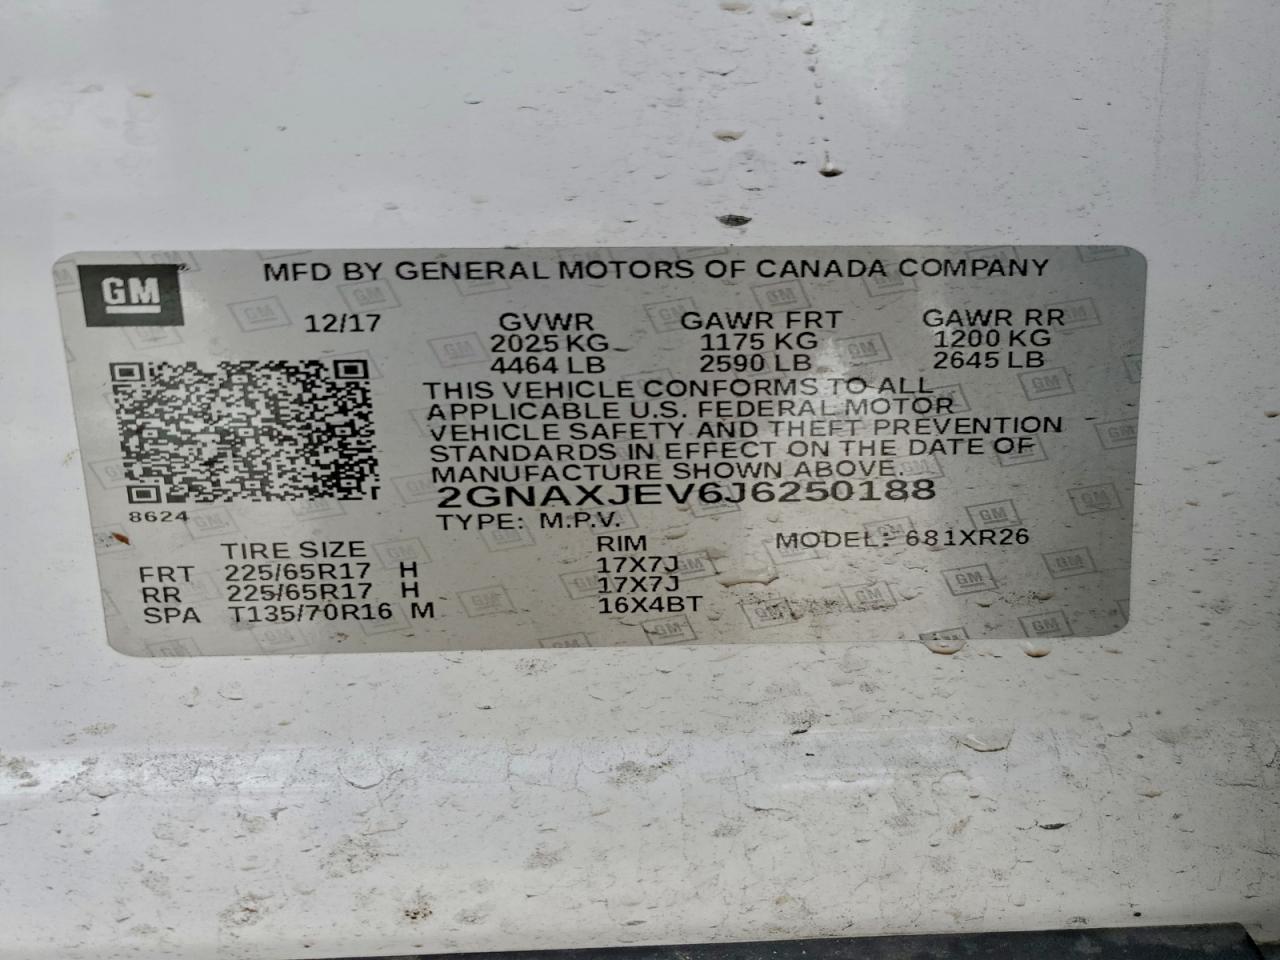 GM
MFD BY GENERAL MOTORS OF CANADA COMPANY
12/17 GVWR GAWR FRT GAWR RR
2025 KG 1175 KG 1200 KG
4464 LB 2590 LB 2645 LB
THIS VEHICLE CONFORMS TO ALL
APPLICABLE U.S. FEDERAL MOTOR
VEHICLE SAFETY AND THEFT PREVENTION
STANDARDS IN EFFECT ON THE DATE OF
MANUFACTURE SHOWN ABOVE.
2GNAXJEV6J6250188
8624
TYPE: M.P.V.
TIRE SIZE RIM MODEL: 681XR26
FRT 225/65R17 H 17X7J
RR 225/65R17 H 17X7J
SPA T135/70R16 M 16X4BT